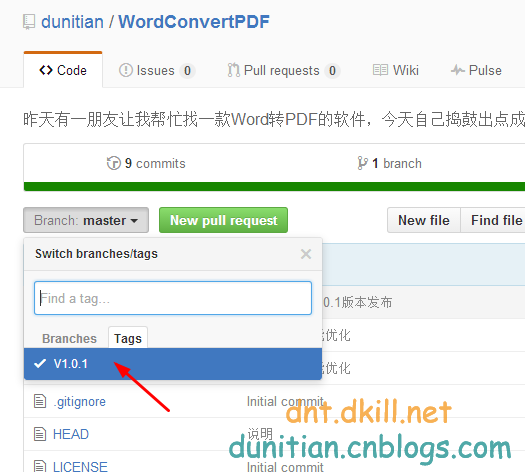 dunitian / WordConvertPDF
Code Issues 0 Pull requests 0 Wiki Pulse
昨天有一朋友让我帮忙找一款Word转PDF的软件，今天自己捣鼓出点成
9 commits 1 branch
Branch: master New pull request New file Find file
Switch branches/tags
Find a tag...
0.1版本发布
Branches Tags
优化
V1.0.1
优化
.gitignore Initial commit
dnt.dkill.net
HEAD 说明
dunitian.cnblogs.com
LICENSE Initial commit